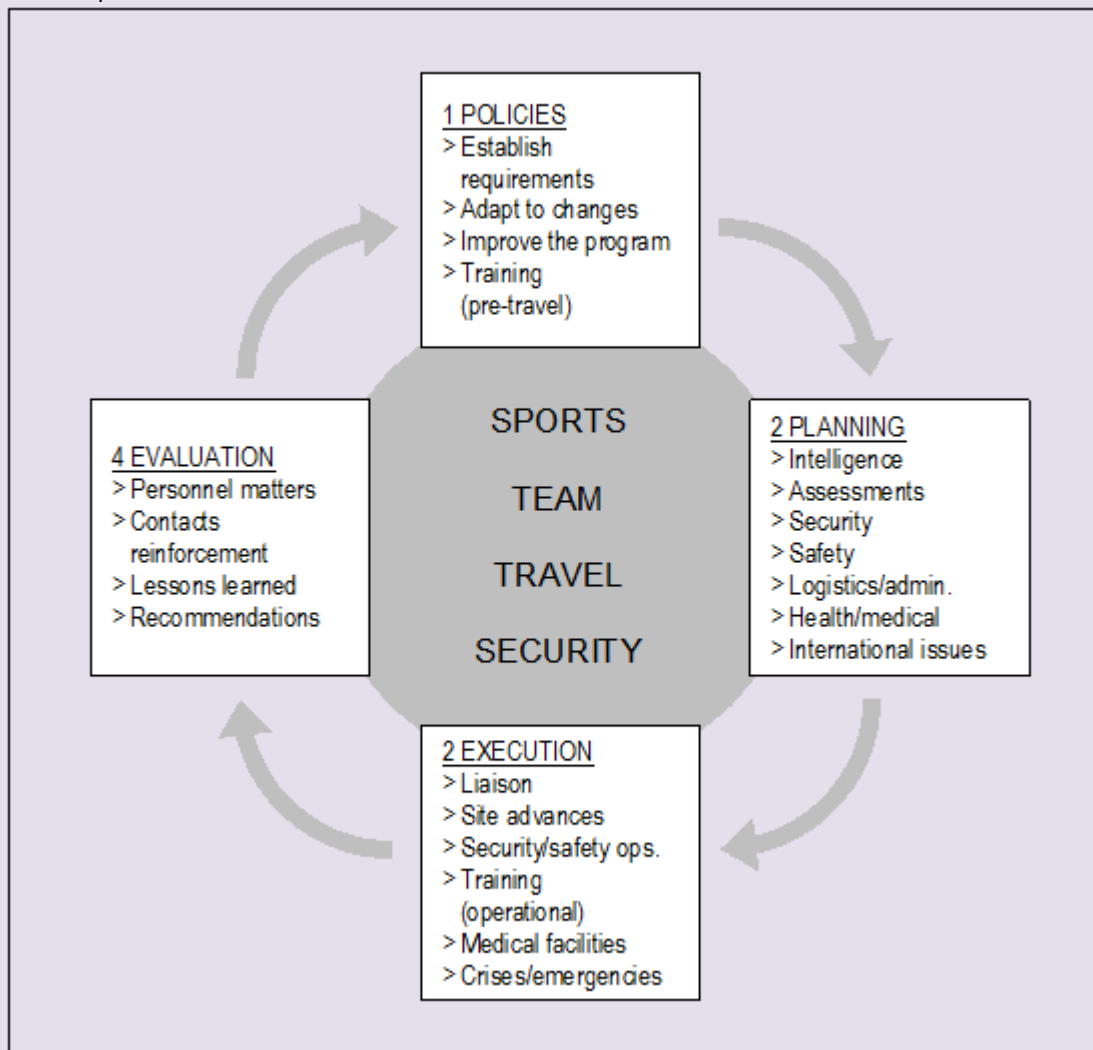 1 POLICIES
> Establish
requirements
> Adapt to changes
> Improve the program
> Training
(pre-travel)
SPORTS
TEAM
TRAVEL
SECURITY
2 PLANNING
> Intelligence
> Assessments
> Security
> Safety
> Logistics/admin.
> Health/medical
> International issues
2 EXECUTION
> Liaison
> Site advances
> Security/safety ops.
> Training
(operational)
> Medical facilities
> Crises/emergencies
4 EVALUATION
> Personnel matters
> Contacts
reinforcement
> Lessons learned
> Recommendations